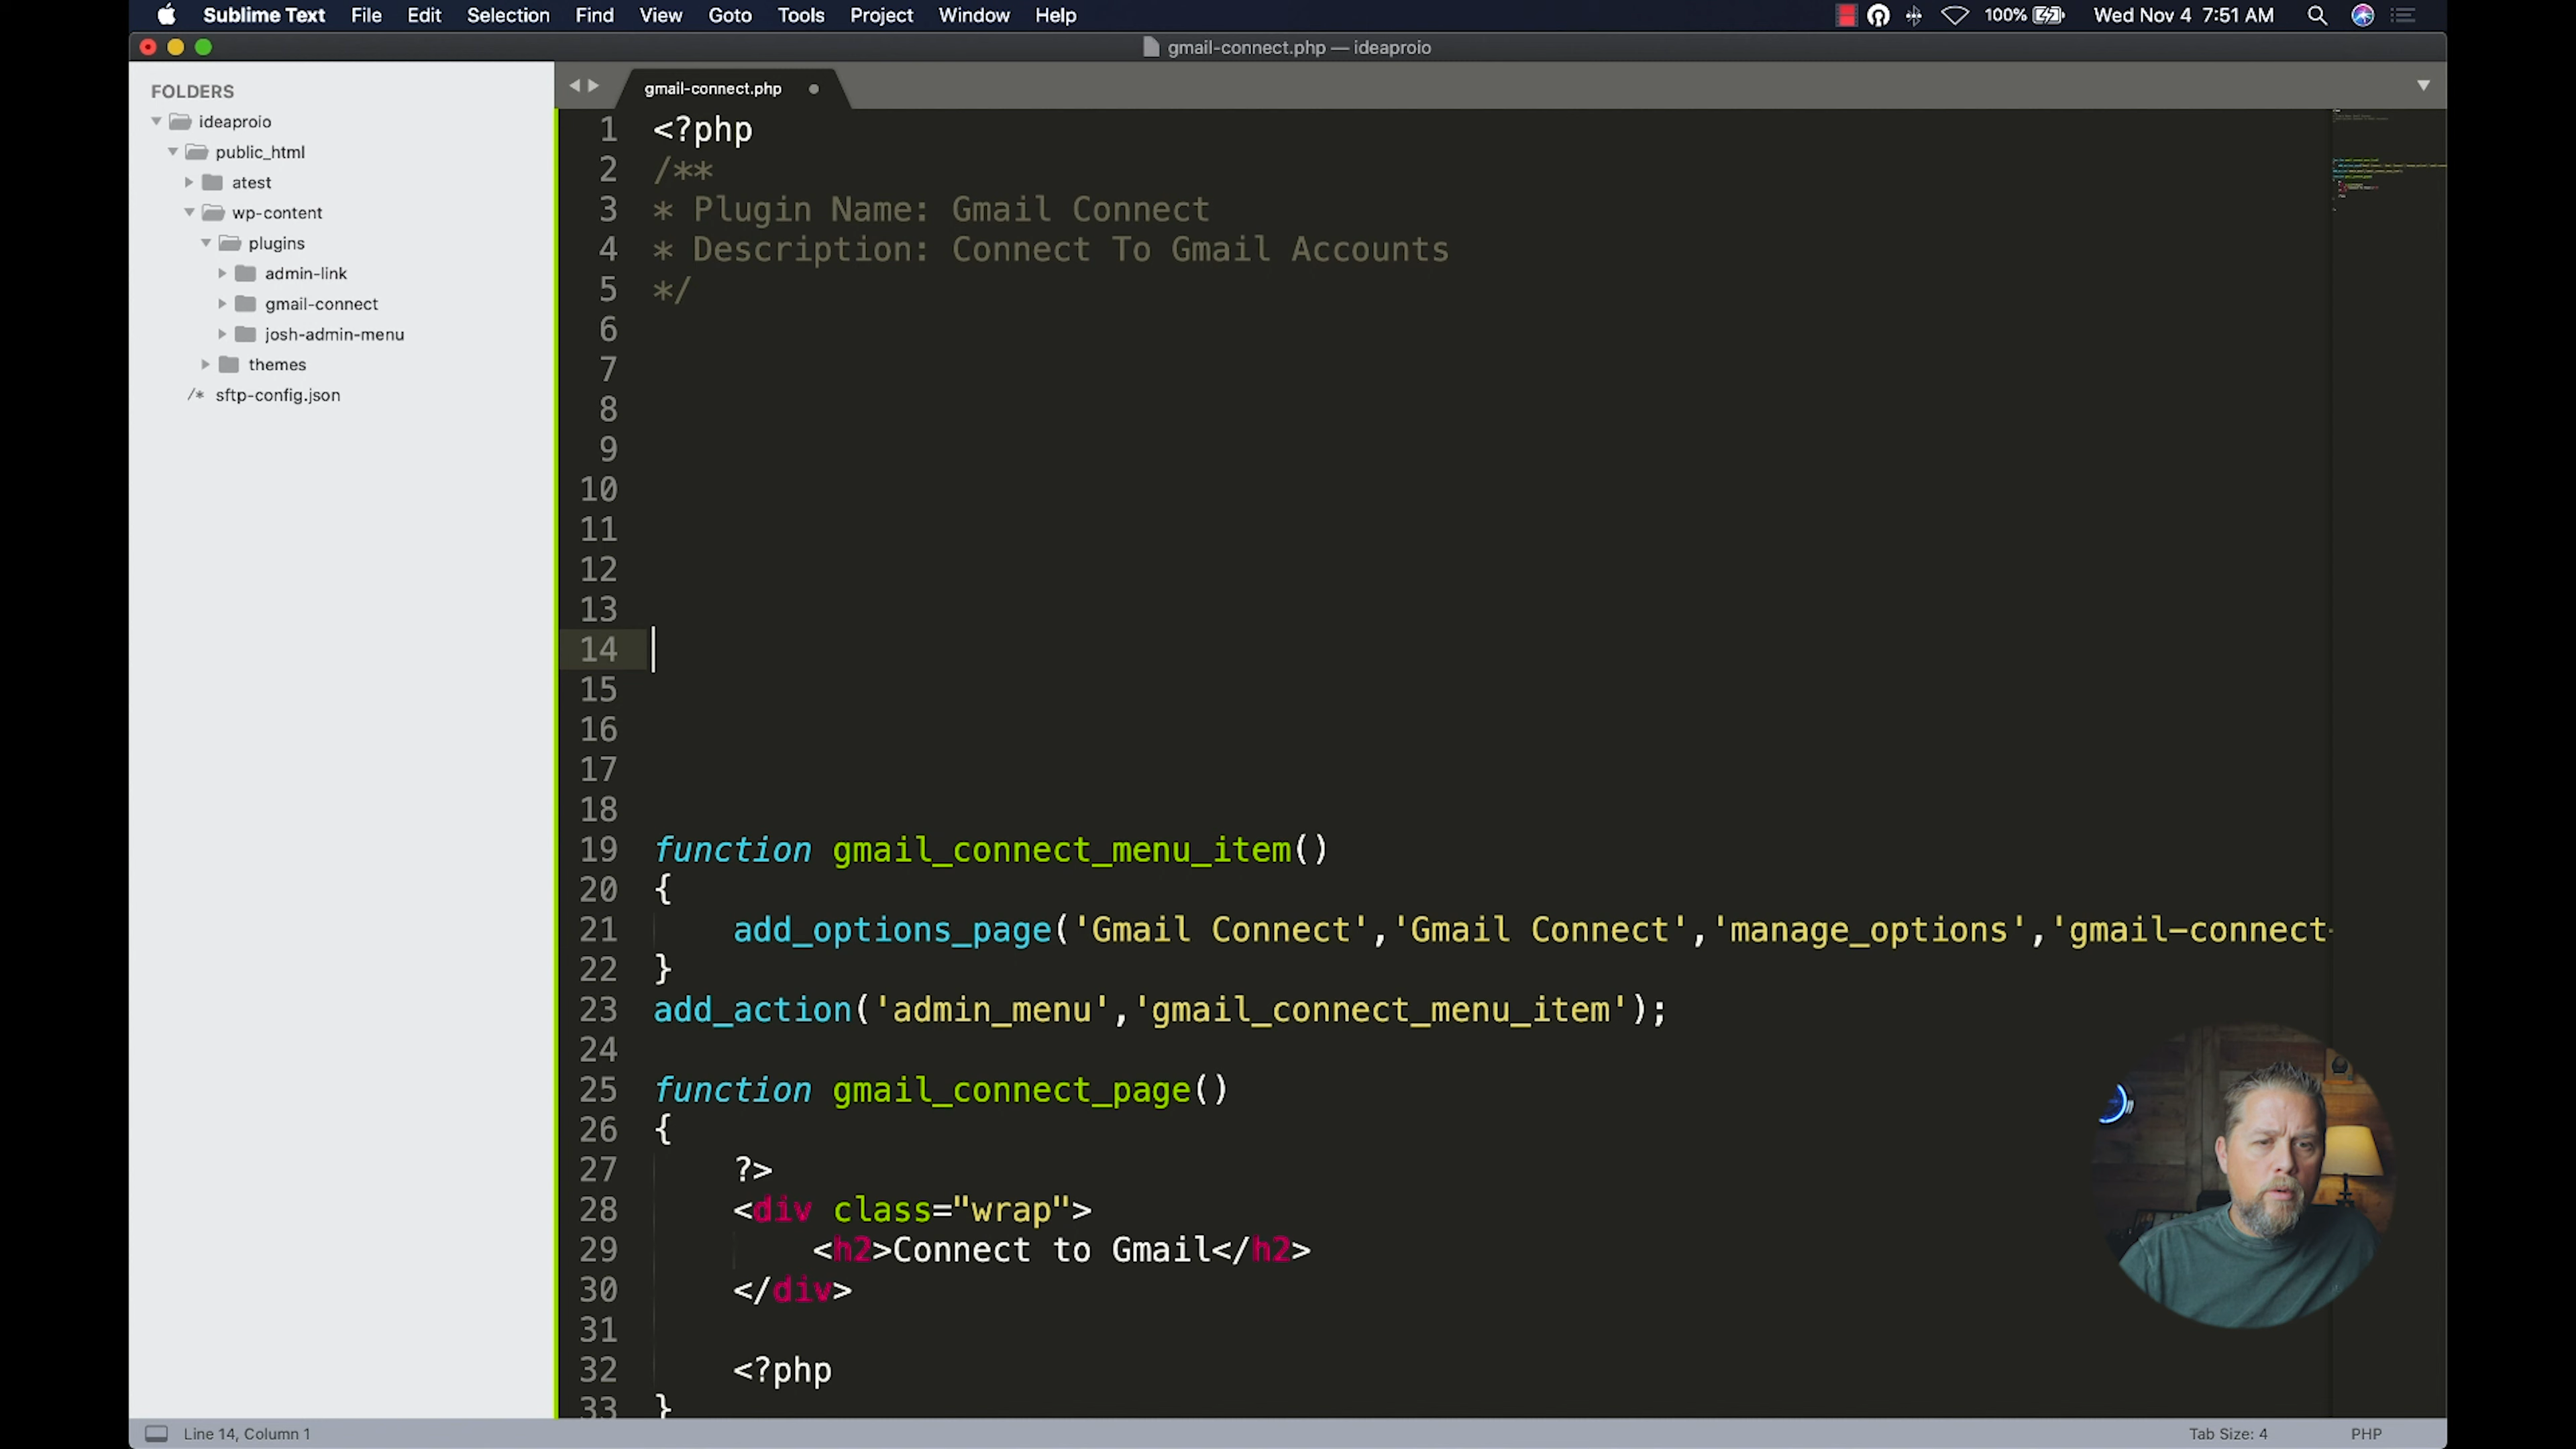 Sublime Text File Edit Selection Find View Goto Tools Project Window Help 100% Wed Nov 4 7:51 AM
gmail-connect.php — ideaproio
FOLDERS
ideaproio
public_html
atest
wp-content
plugins
admin-link
gmail-connect
josh-admin-menu
themes
/* sftp-config.json
gmail-connect.php
1 <?php
2 /**
3 * Plugin Name: Gmail Connect
4 * Description: Connect To Gmail Accounts
5 */
6
7
8
9
10
11
12
13
14
15
16
17
18
19 function gmail_connect_menu_item()
20 {
21 add_options_page('Gmail Connect','Gmail Connect','manage_options','gmail-connect-
22 }
23 add_action('admin_menu','gmail_connect_menu_item');
24
25 function gmail_connect_page()
26 {
27 ?>
28 <div class="wrap">
29 <h2>Connect to Gmail</h2>
30 </div>
31
32 <?php
33 }
Line 14, Column 1
Tab Size: 4 PHP